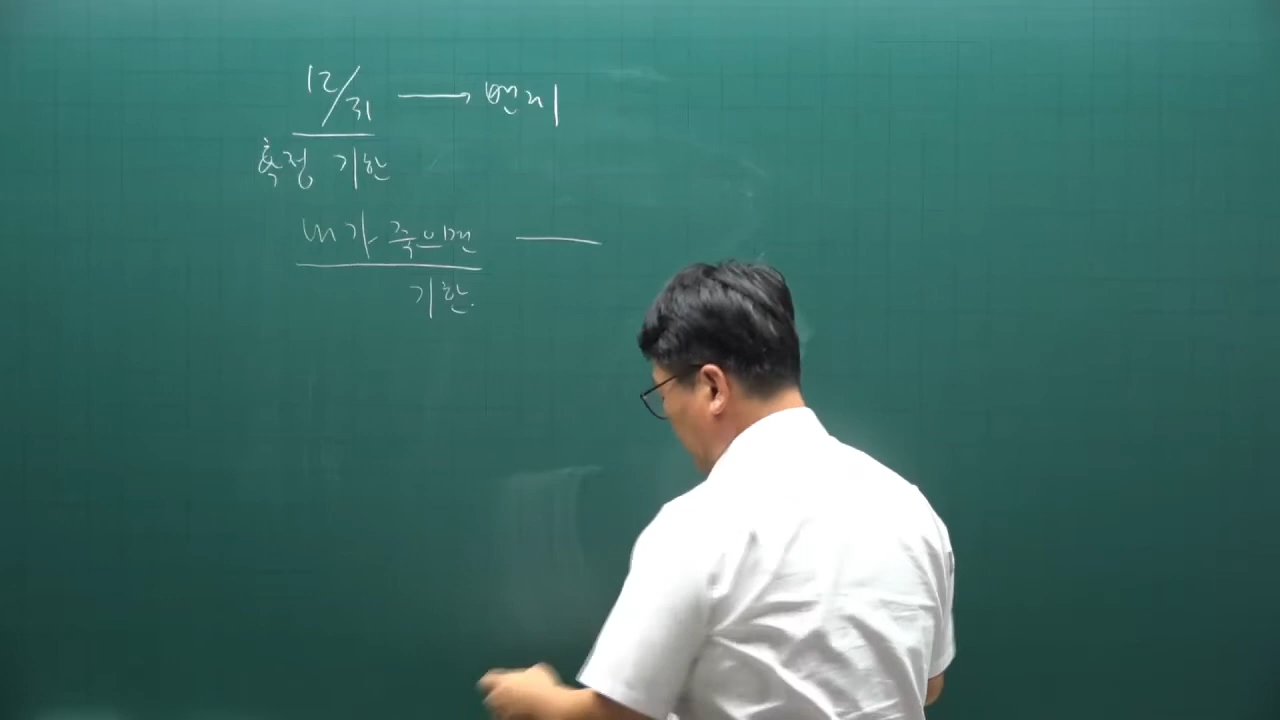 12/31 → 변제
확정 기한
내가 죽으면 —
기한